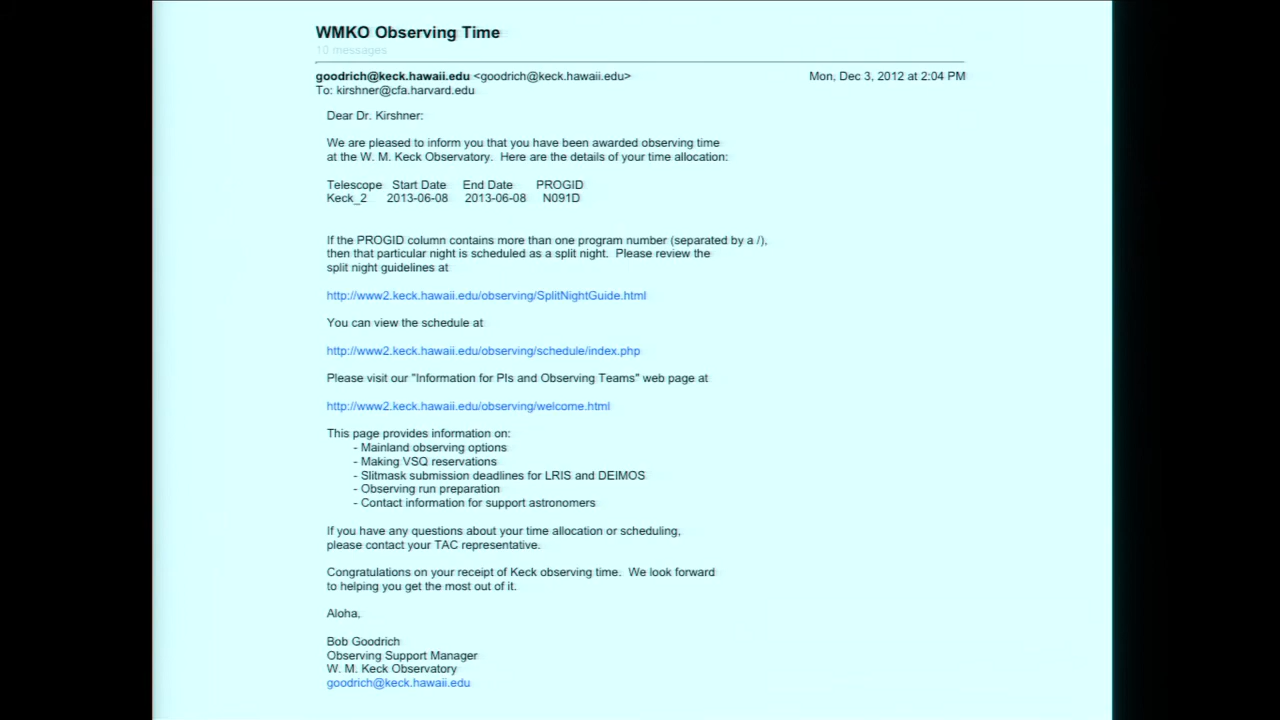 WMKO Observing Time
10 messages
goodrich@keck.hawaii.edu <goodrich@keck.hawaii.edu> Mon, Dec 3, 2012 at 2:04 PM
To: kirshner@cfa.harvard.edu
Dear Dr. Kirshner:
We are pleased to inform you that you have been awarded observing time
at the W. M. Keck Observatory. Here are the details of your time allocation:
Telescope Start Date End Date PROGID
Keck_2 2013-06-08 2013-06-08 N091D
If the PROGID column contains more than one program number (separated by a /),
then that particular night is scheduled as a split night. Please review the
split night guidelines at
http://www2.keck.hawaii.edu/observing/SplitNightGuide.html
You can view the schedule at
http://www2.keck.hawaii.edu/observing/schedule/index.php
Please visit our "Information for PIs and Observing Teams" web page at
http://www2.keck.hawaii.edu/observing/welcome.html
This page provides information on:
- Mainland observing options
- Making VSQ reservations
- Slitmask submission deadlines for LRIS and DEIMOS
- Observing run preparation
- Contact information for support astronomers
If you have any questions about your time allocation or scheduling,
please contact your TAC representative.
Congratulations on your receipt of Keck observing time. We look forward
to helping you get the most out of it.
Aloha,
Bob Goodrich
Observing Support Manager
W. M. Keck Observatory
goodrich@keck.hawaii.edu